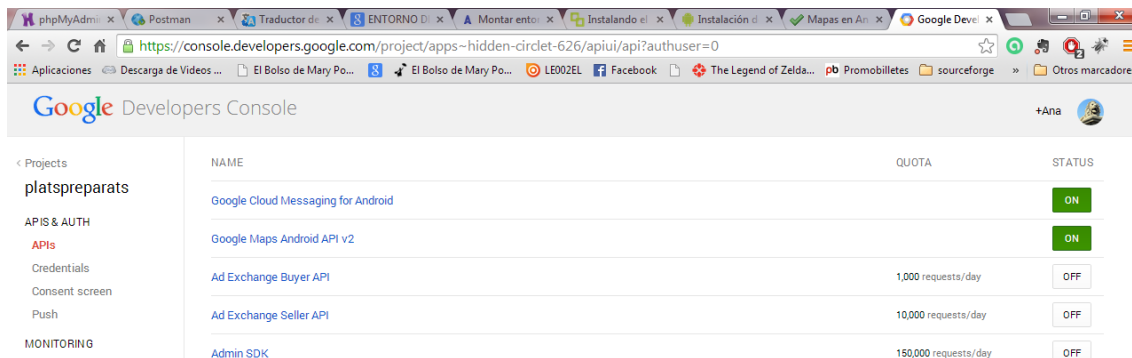 phpMyAdmin
Postman
Traductor de
ENTORNO D
Montar ento
Instalando el
Instalación d
Mapas en An
Google Devel
https://console.developers.google.com/project/apps~hidden-circlet-626/apiui/api?authuser=0
Aplicaciones Descarga de Videos ... El Bolso de Mary Po... El Bolso de Mary Po... LE002EL Facebook The Legend of Zelda... pb Promobilletes sourceforge » Otros marcadore
Google Developers Console
+Ana
< Projects
platspreparats
APIS & AUTH
APIs
Credentials
Consent screen
Push
MONITORING
NAME QUOTA STATUS
Google Cloud Messaging for Android ON
Google Maps Android API v2 ON
Ad Exchange Buyer API 1,000 requests/day OFF
Ad Exchange Seller API 10,000 requests/day OFF
Admin SDK 150,000 requests/day OFF